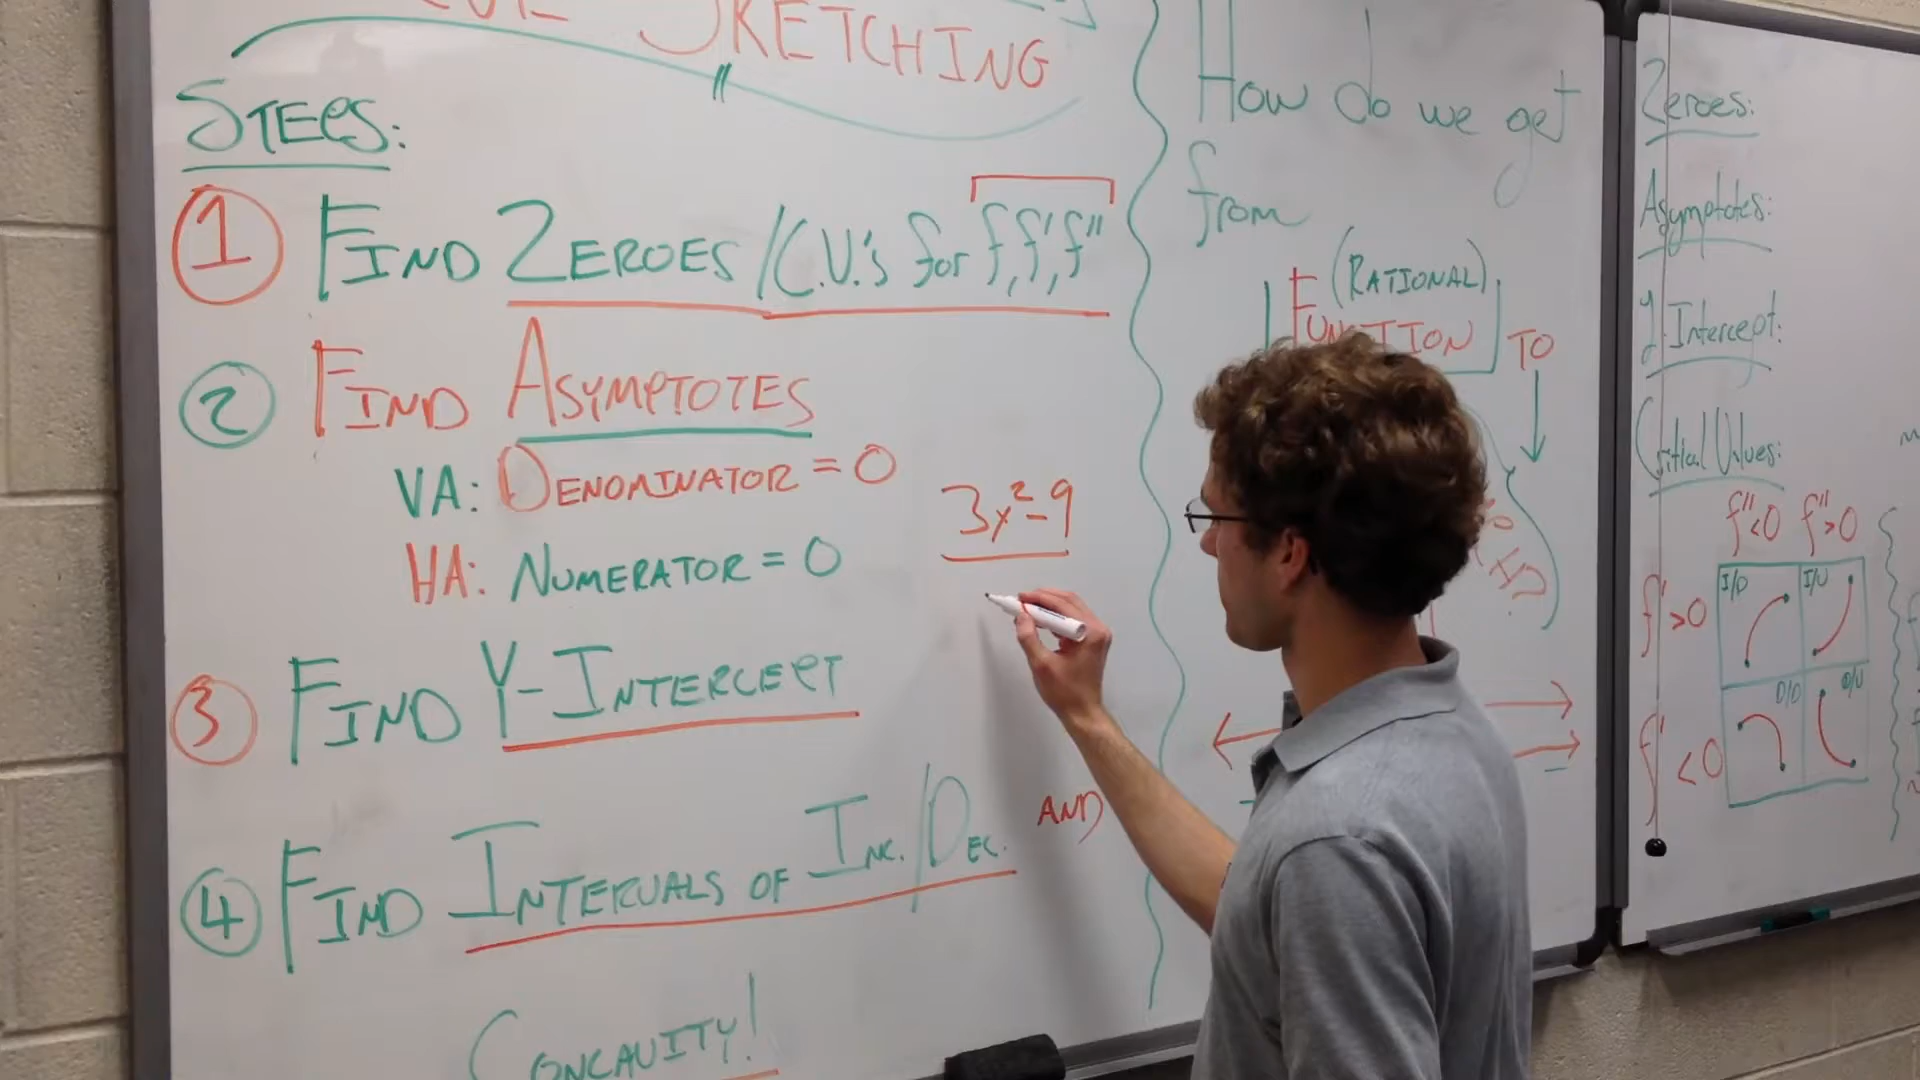 SKETCHING
STEPS:
1 FIND ZEROES/C.V.'s for f, f', f"
2 FIND ASYMPTOTES
VA: DENOMINATOR = 0
HA: NUMERATOR = 0
3x²-9
3 FIND Y-INTERCEPT
4 FIND INTERVALS OF INC./DEC. AND
CONCAVITY!
How do we get
from
(RATIONAL)
FUNCTION TO
Zeroes:
Asymptotes:
Y-Intercept:
Critial Values:
f"<0 f">0
f'>0 I/D I/U
f'<0 D/D D/U